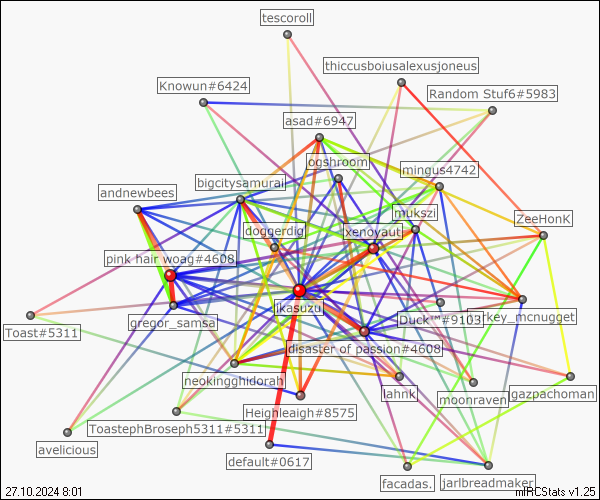 tescoroll
thiccusboiusalexusjoneus
Knowun#6424
Random Stuf6#5983
asad#6947
ogshroom
mingus4742
bigcitysamurai
andnewbees
mukszi
ZeeHonK
doggerdig
xenoyaut
pink hair woag#4608
ikasuzu
Duck™#9103
rkey_mcnugget
gregor_samsa
Toast#5311
disaster of passion#4608
neokingghidorah
lahnk
moonraven
gazpachoman
Heighleaigh#8575
ToastephBroseph5311#5311
avelicious
default#0617
facadas.
jarlbreadmaker
27.10.2024 8:01
mIRCStats v1.25